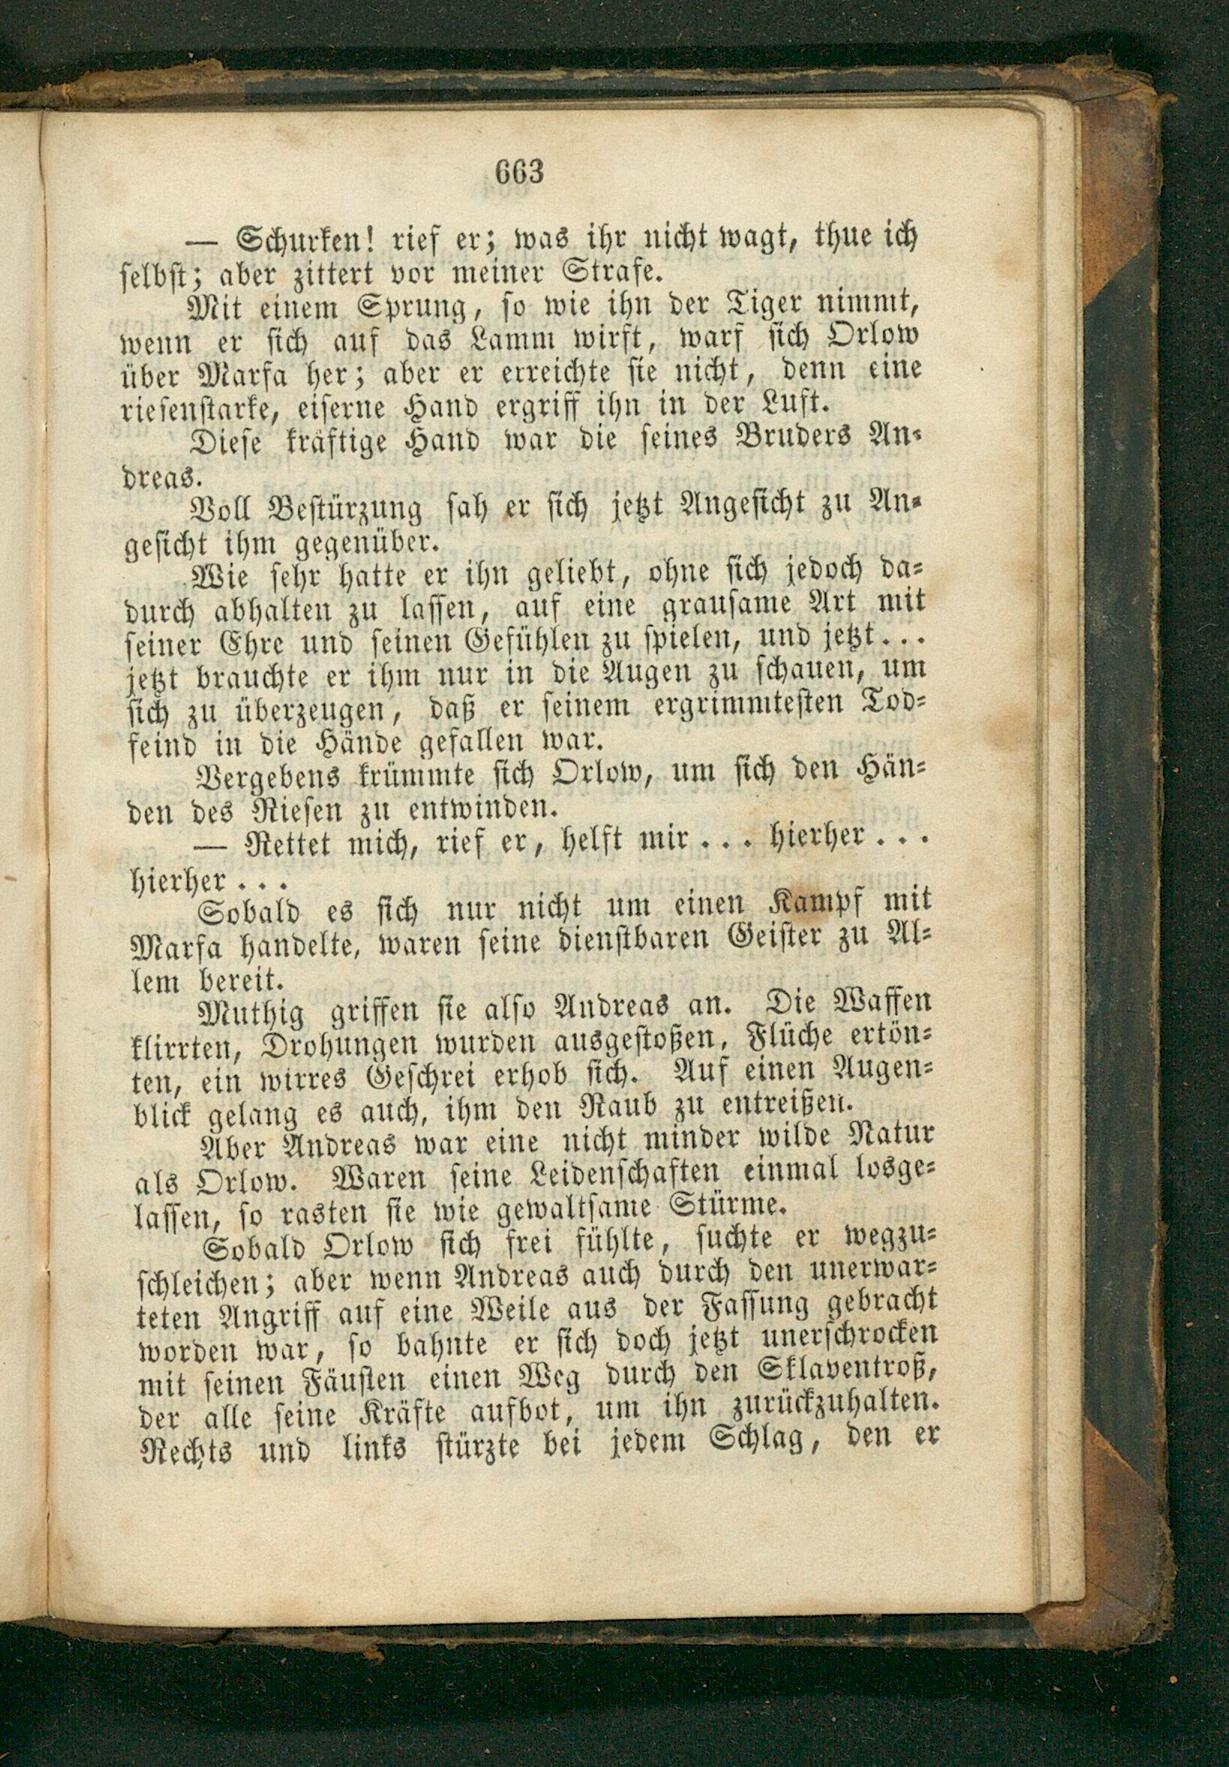 663
— Schurken! rief er; was ihr nicht wagt, thue ich
selbst; aber zittert vor meiner Strafe.
Mit einem Sprung, so wie ihn der Tiger nimmt,
wenn er sich auf das Lamm wirft, warf sich Orlow
über Marfa her; aber er erreichte sie nicht, denn eine
riesenstarke, eiserne Hand ergriff ihn in der Luft.
Diese kräftige Hand war die seines Bruders An-
dreas.
Voll Bestürzung sah er sich jetzt Angesicht zu An-
gesicht ihm gegenüber.
Wie sehr hatte er ihn geliebt, ohne sich jedoch da-
durch abhalten zu lassen, auf eine grausame Art mit
seiner Ehre und seinen Gefühlen zu spielen, und jetzt...
jetzt brauchte er ihm nur in die Augen zu schauen, um
sich zu überzeugen, daß er seinem ergrimmtesten Tod-
feind in die Hände gefallen war.
Vergebens krümmte sich Orlow, um sich den Hän-
den des Riesen zu entwinden.
— Rettet mich, rief er, helft mir... hierher...
hierher...
Sobald es sich nur nicht um einen Kampf mit
Marfa handelte, waren seine dienstbaren Geister zu Al-
lem bereit.
Muthig griffen sie also Andreas an. Die Waffen
klirrten, Drohungen wurden ausgestoßen, Flüche ertön-
ten, ein wirres Geschrei erhob sich. Auf einen Augen-
blick gelang es auch, ihm den Raub zu entreißen.
Aber Andreas war eine nicht minder wilde Natur
als Orlow. Waren seine Leidenschaften einmal losge-
lassen, so rasten sie wie gewaltsame Stürme.
Sobald Orlow sich frei fühlte, suchte er wegzu-
schleichen; aber wenn Andreas auch durch den unerwar-
teten Angriff auf eine Weile aus der Fassung gebracht
worden war, so bahnte er sich doch jetzt unerschrocken
mit seinen Fäusten einen Weg durch den Sklaventroß,
der alle seine Kräfte aufbot, um ihn zurückzuhalten.
Rechts und links stürzte bei jedem Schlag, den er